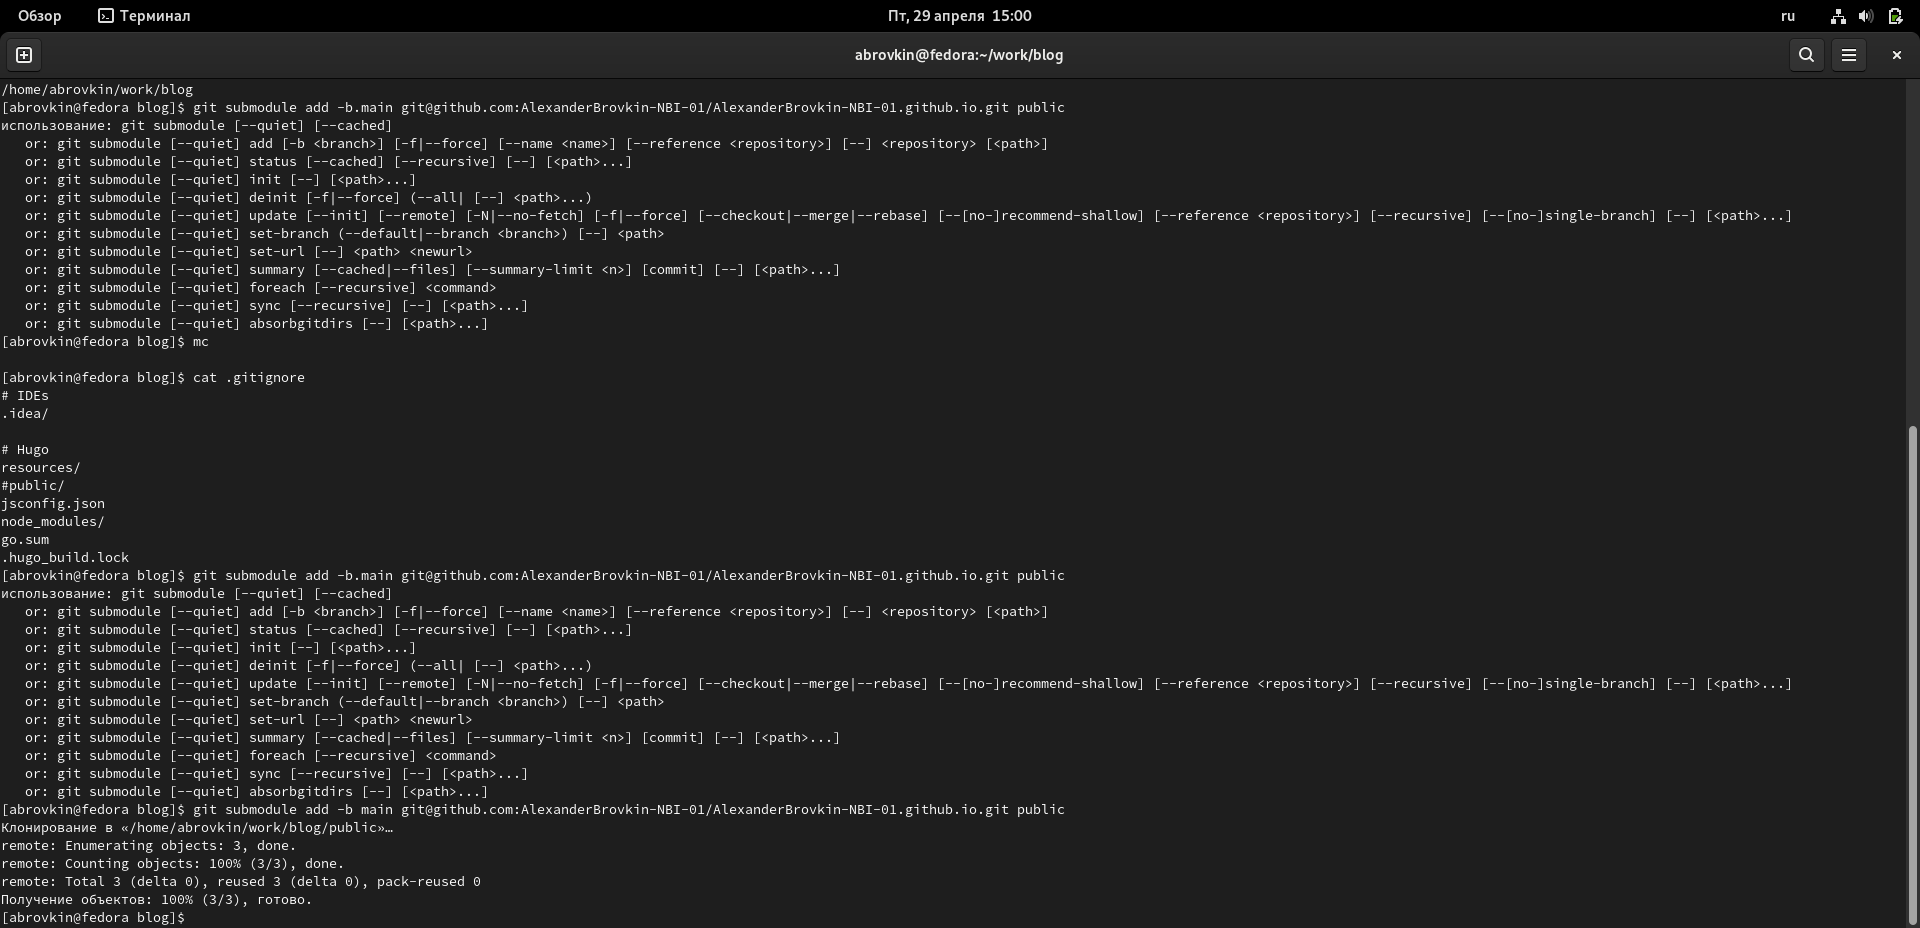 Обзор Терминал Пт, 29 апреля 15:00 ru
abrovkin@fedora:~/work/blog
/home/abrovkin/work/blog
[abrovkin@fedora blog]$ git submodule add -b.main git@github.com:AlexanderBrovkin-NBI-01/AlexanderBrovkin-NBI-01.github.io.git public
использование: git submodule [--quiet] [--cached]
   or: git submodule [--quiet] add [-b <branch>] [-f|--force] [--name <name>] [--reference <repository>] [--] <repository> [<path>]
   or: git submodule [--quiet] status [--cached] [--recursive] [--] [<path>...]
   or: git submodule [--quiet] init [--] [<path>...]
   or: git submodule [--quiet] deinit [-f|--force] (--all| [--] <path>...)
   or: git submodule [--quiet] update [--init] [--remote] [-N|--no-fetch] [-f|--force] [--checkout|--merge|--rebase] [--[no-]recommend-shallow] [--reference <repository>] [--recursive] [--[no-]single-branch] [--] [<path>...]
   or: git submodule [--quiet] set-branch (--default|--branch <branch>) [--] <path>
   or: git submodule [--quiet] set-url [--] <path> <newurl>
   or: git submodule [--quiet] summary [--cached|--files] [--summary-limit <n>] [commit] [--] [<path>...]
   or: git submodule [--quiet] foreach [--recursive] <command>
   or: git submodule [--quiet] sync [--recursive] [--] [<path>...]
   or: git submodule [--quiet] absorbgitdirs [--] [<path>...]
[abrovkin@fedora blog]$ mc
[abrovkin@fedora blog]$ cat .gitignore
# IDEs
.idea/
# Hugo
resources/
#public/
jsconfig.json
node_modules/
go.sum
.hugo_build.lock
[abrovkin@fedora blog]$ git submodule add -b.main git@github.com:AlexanderBrovkin-NBI-01/AlexanderBrovkin-NBI-01.github.io.git public
использование: git submodule [--quiet] [--cached]
   or: git submodule [--quiet] add [-b <branch>] [-f|--force] [--name <name>] [--reference <repository>] [--] <repository> [<path>]
   or: git submodule [--quiet] status [--cached] [--recursive] [--] [<path>...]
   or: git submodule [--quiet] init [--] [<path>...]
   or: git submodule [--quiet] deinit [-f|--force] (--all| [--] <path>...)
   or: git submodule [--quiet] update [--init] [--remote] [-N|--no-fetch] [-f|--force] [--checkout|--merge|--rebase] [--[no-]recommend-shallow] [--reference <repository>] [--recursive] [--[no-]single-branch] [--] [<path>...]
   or: git submodule [--quiet] set-branch (--default|--branch <branch>) [--] <path>
   or: git submodule [--quiet] set-url [--] <path> <newurl>
   or: git submodule [--quiet] summary [--cached|--files] [--summary-limit <n>] [commit] [--] [<path>...]
   or: git submodule [--quiet] foreach [--recursive] <command>
   or: git submodule [--quiet] sync [--recursive] [--] [<path>...]
   or: git submodule [--quiet] absorbgitdirs [--] [<path>...]
[abrovkin@fedora blog]$ git submodule add -b main git@github.com:AlexanderBrovkin-NBI-01/AlexanderBrovkin-NBI-01.github.io.git public
Клонирование в «/home/abrovkin/work/blog/public»…
remote: Enumerating objects: 3, done.
remote: Counting objects: 100% (3/3), done.
remote: Total 3 (delta 0), reused 3 (delta 0), pack-reused 0
Получение объектов: 100% (3/3), готово.
[abrovkin@fedora blog]$